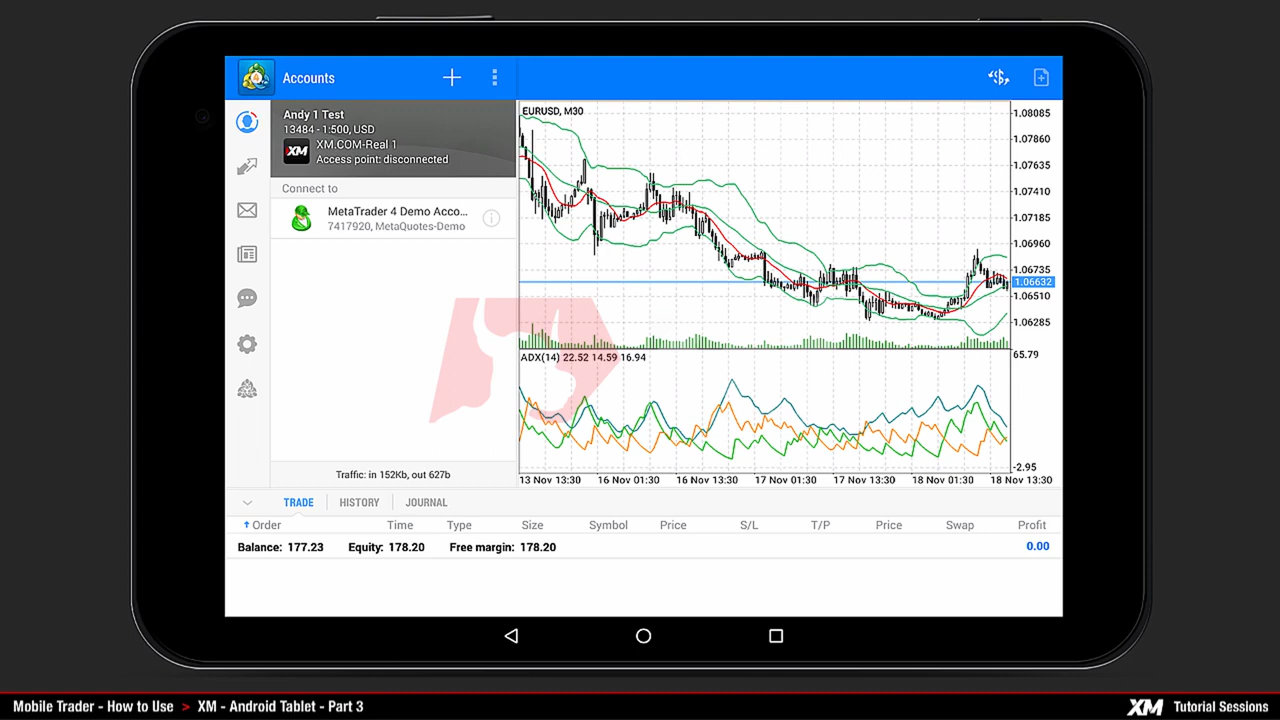 Accounts
Andy 1 Test
13484 - 1:500, USD
XM
XM.COM-Real 1
Access point: disconnected
Connect to
MetaTrader 4 Demo Acco...
7417920, MetaQuotes-Demo
Traffic: in 152Kb, out 627b
EURUSD, M30
1.08085
1.07860
1.07635
1.07410
1.07185
1.06960
1.06735
1.06632
1.06510
1.06285
ADX(14) 22.52 14.59 16.94
65.79
-2.95
13 Nov 13:30 16 Nov 01:30 16 Nov 13:30 17 Nov 01:30 17 Nov 13:30 18 Nov 01:30 18 Nov 13:30
TRADE HISTORY JOURNAL
Order Time Type Size Symbol Price S/L T/P Price Swap Profit
Balance: 177.23 Equity: 178.20 Free margin: 178.20 0.00
Mobile Trader - How to Use > XM - Android Tablet - Part 3
XM Tutorial Sessions